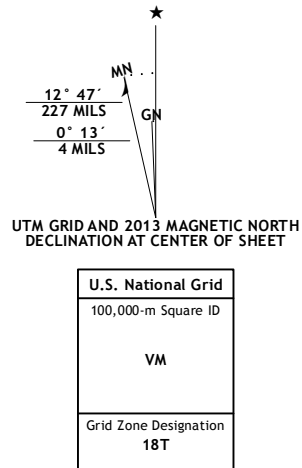 ★
MN
12° 47´
227 MILS
GN
0° 13´
4 MILS
UTM GRID AND 2013 MAGNETIC NORTH
DECLINATION AT CENTER OF SHEET
U.S. National Grid
100,000-m Square ID
VM
Grid Zone Designation
18T